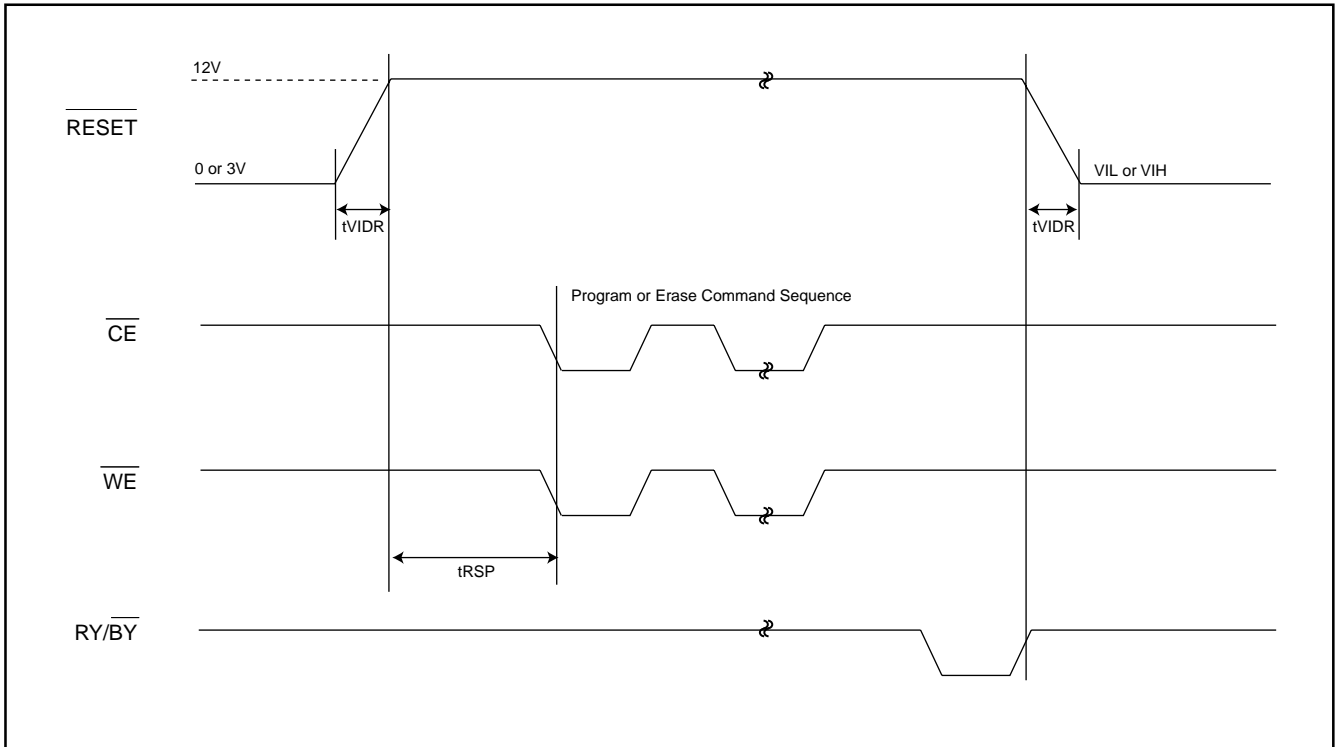 12V
RESET
0 or 3V
VIL or VIH
tVIDR
tVIDR
Program or Erase Command Sequence
CE
WE
tRSP
RY/BY